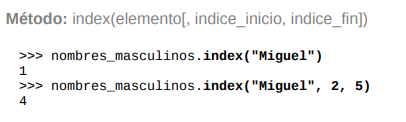 Método: index(elemento[, indice_inicio, indice_fin])
>>> nombres_masculinos.index("Miguel")
1
>>> nombres_masculinos.index("Miguel", 2, 5)
4